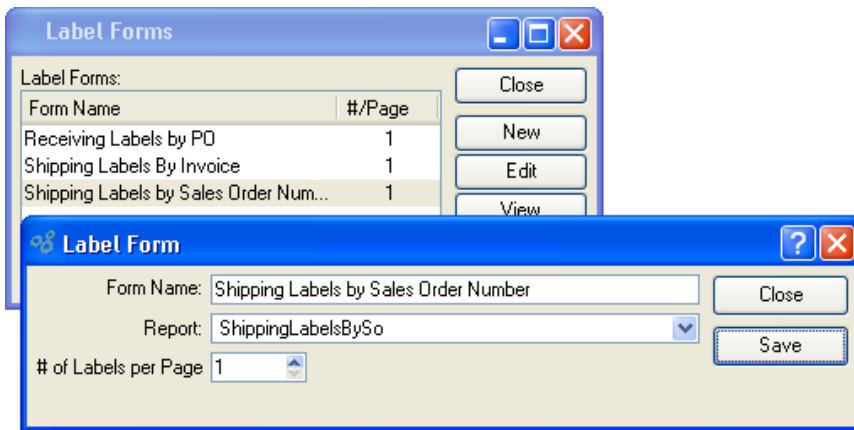 Label Forms
Label Forms:
Close
Form Name #/Page
Receiving Labels by PO 1
New
Shipping Labels By Invoice 1
Edit
Shipping Labels by Sales Order Num... 1
View
Label Form
Form Name: Shipping Labels by Sales Order Number
Close
Report: ShippingLabelsBySo
Save
# of Labels per Page 1